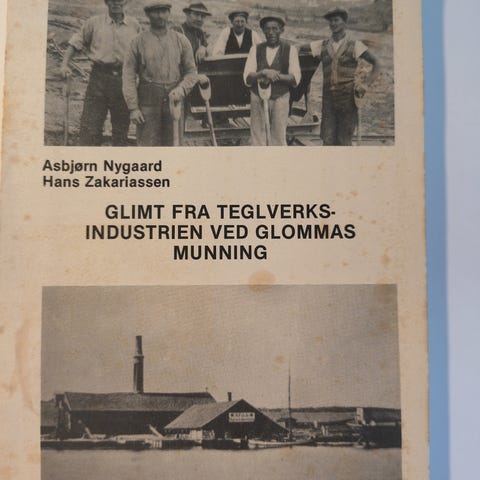 Asbjørn Nygaard
Hans Zakariassen
GLIMT FRA TEGLVERKS-
INDUSTRIEN VED GLOMMAS
MUNNING